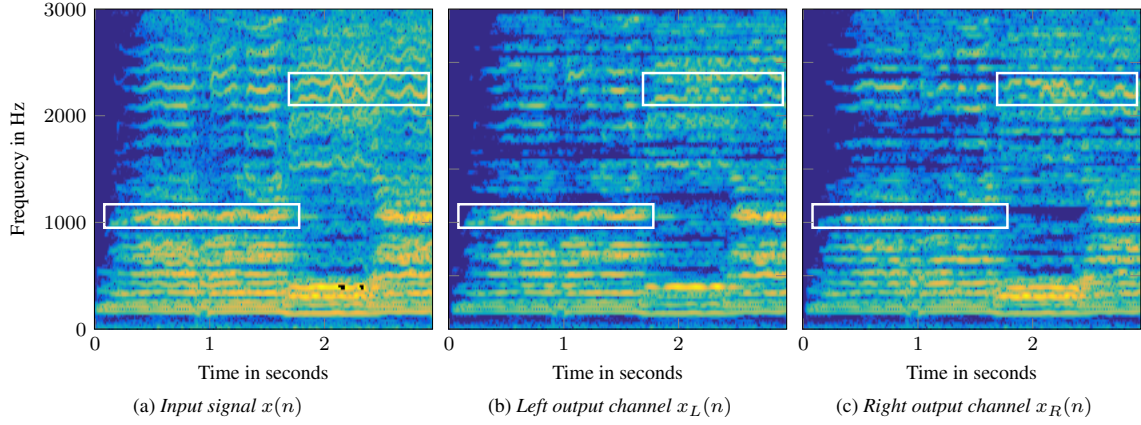 3000
2000
1000
0
Frequency in Hz
0 1 2
0 1 2
0 1 2
Time in seconds
Time in seconds
Time in seconds
(a) Input signal x(n)
(b) Left output channel x_L(n)
(c) Right output channel x_R(n)